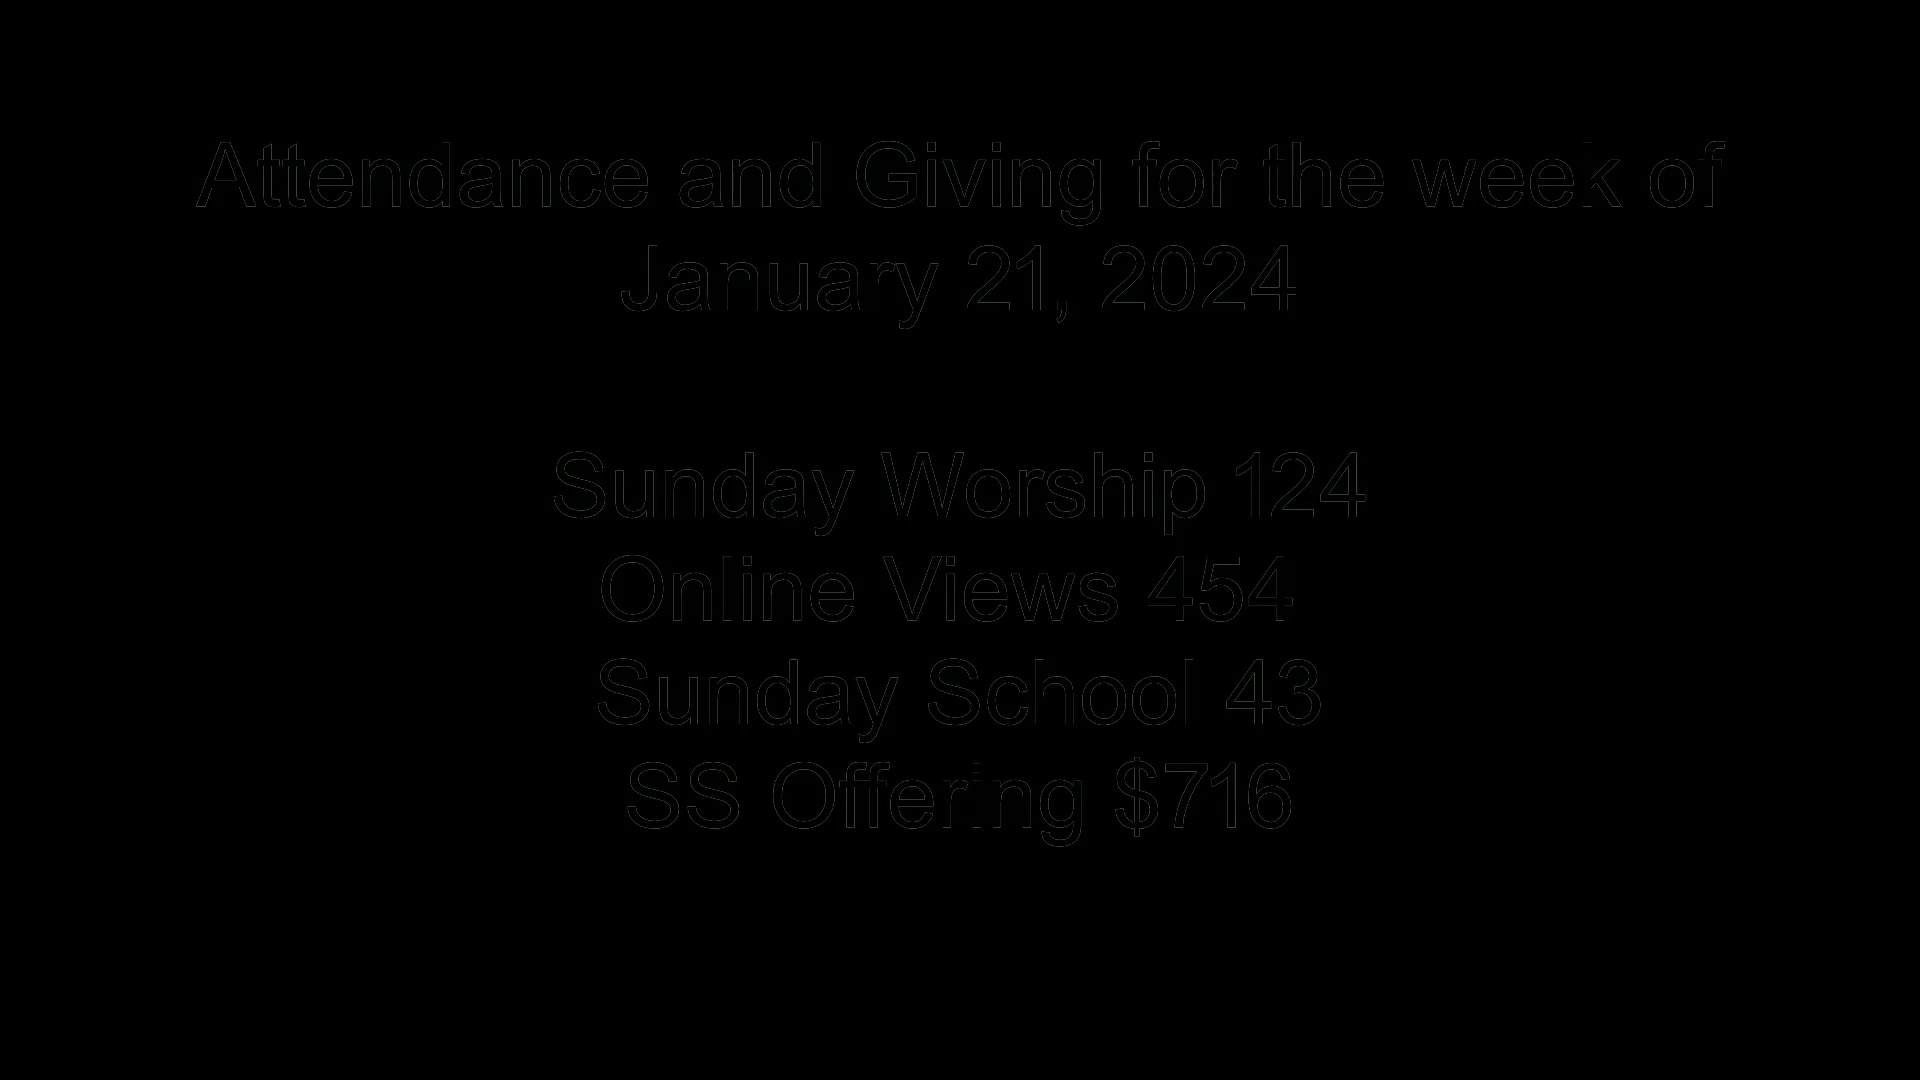 Attendance and Giving for the week of
January 21, 2024
Sunday Worship 124
Online Views 454
Sunday School 43
SS Offering $716